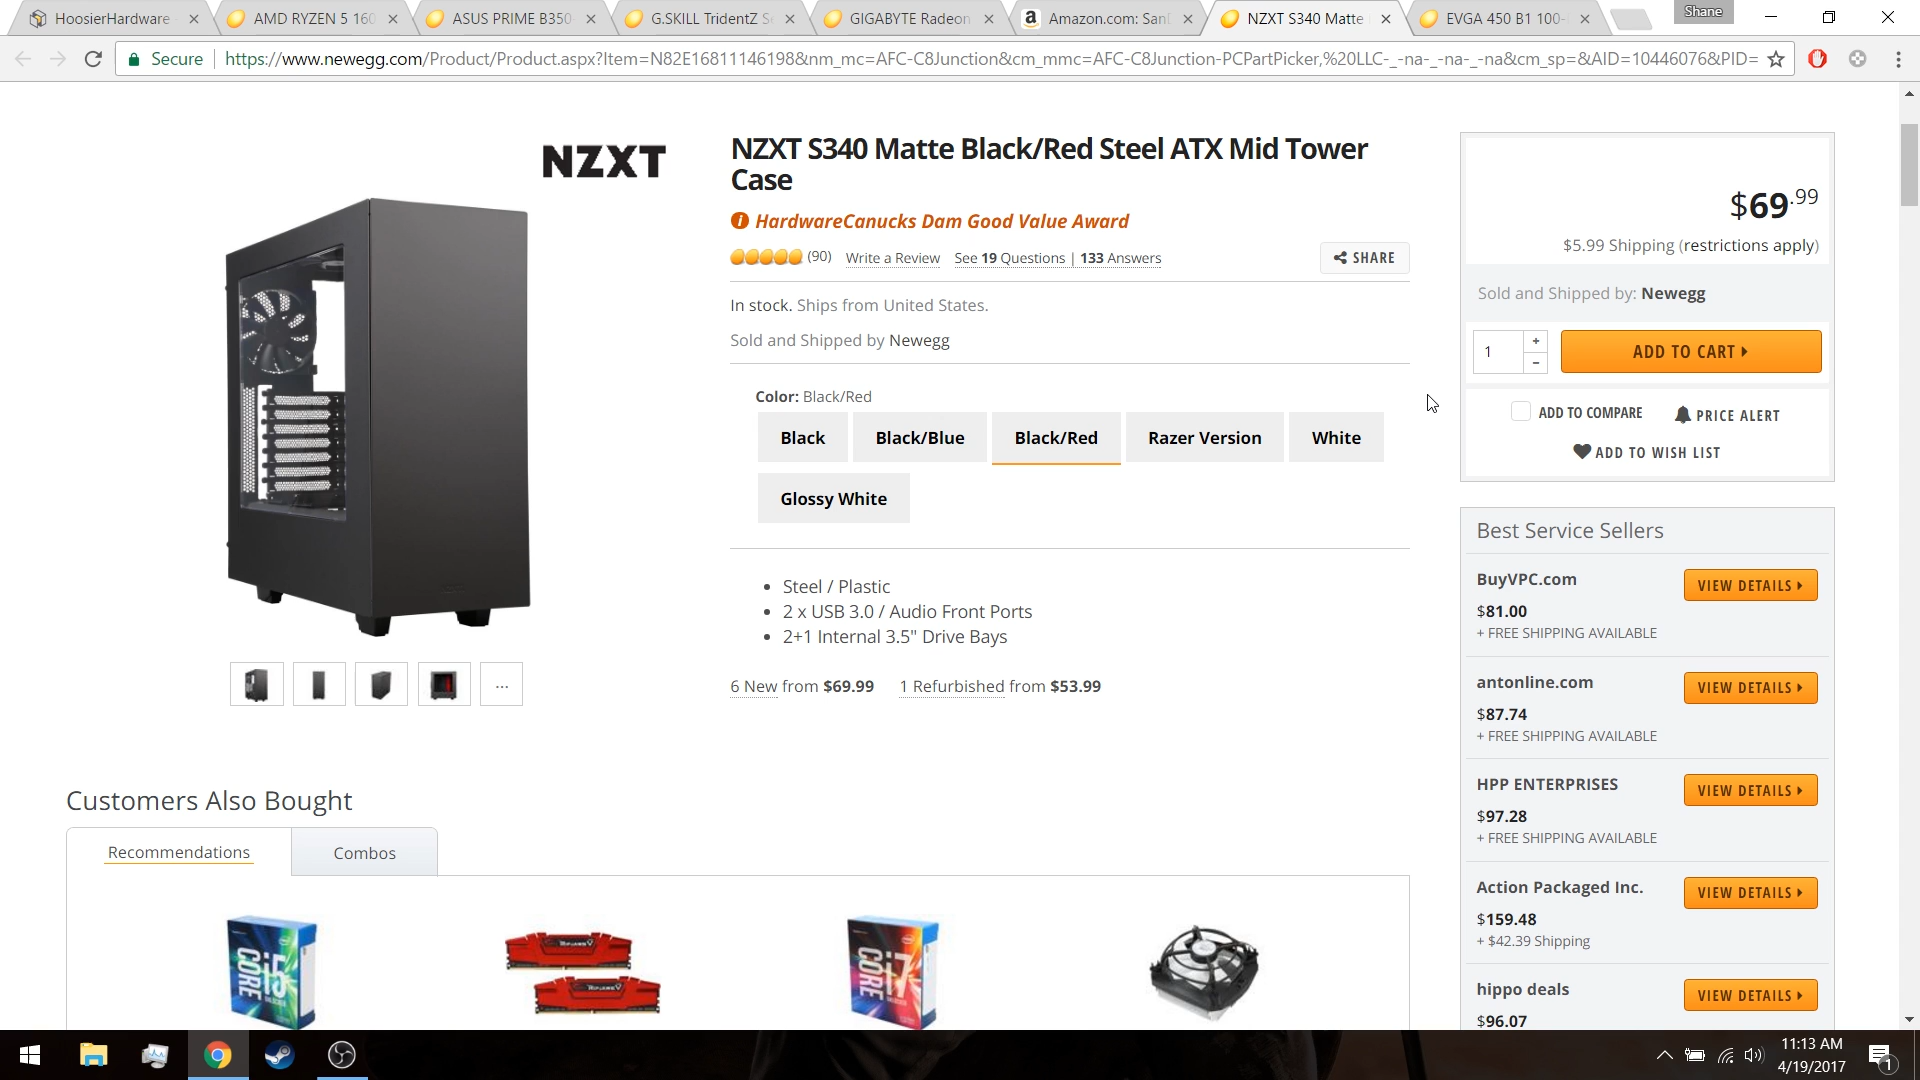 HoosierHardware
AMD RYZEN 5 160
ASUS PRIME B350
G.SKILL TridentZ Se
GIGABYTE Radeon
Amazon.com: SanD
NZXT S340 Matte
EVGA 450 B1 100-
Shane
Secure
https://www.newegg.com/Product/Product.aspx?Item=N82E16811146198&nm_mc=AFC-C8Junction&cm_mmc=AFC-C8Junction-PCPartPicker,%20LLC-_-na-_-na-_-na&cm_sp=&AID=10446076&PID=
NZXT
NZXT S340 Matte Black/Red Steel ATX Mid Tower
Case
HardwareCanucks Dam Good Value Award
(90) Write a Review See 19 Questions | 133 Answers
SHARE
In stock. Ships from United States.
Sold and Shipped by Newegg
Color: Black/Red
Black
Black/Blue
Black/Red
Razer Version
White
Glossy White
• Steel / Plastic
• 2 x USB 3.0 / Audio Front Ports
• 2+1 Internal 3.5" Drive Bays
6 New from $69.99 1 Refurbished from $53.99
...
$69.99
$5.99 Shipping (restrictions apply)
Sold and Shipped by: Newegg
1
+
-
ADD TO CART
ADD TO COMPARE
PRICE ALERT
ADD TO WISH LIST
Best Service Sellers
BuyVPC.com
$81.00
+ FREE SHIPPING AVAILABLE
VIEW DETAILS
antonline.com
$87.74
+ FREE SHIPPING AVAILABLE
VIEW DETAILS
HPP ENTERPRISES
$97.28
+ FREE SHIPPING AVAILABLE
VIEW DETAILS
Action Packaged Inc.
$159.48
+ $42.39 Shipping
VIEW DETAILS
hippo deals
$96.07
VIEW DETAILS
Customers Also Bought
Recommendations
Combos
CORE i5
CORE i7
11:13 AM
4/19/2017
1